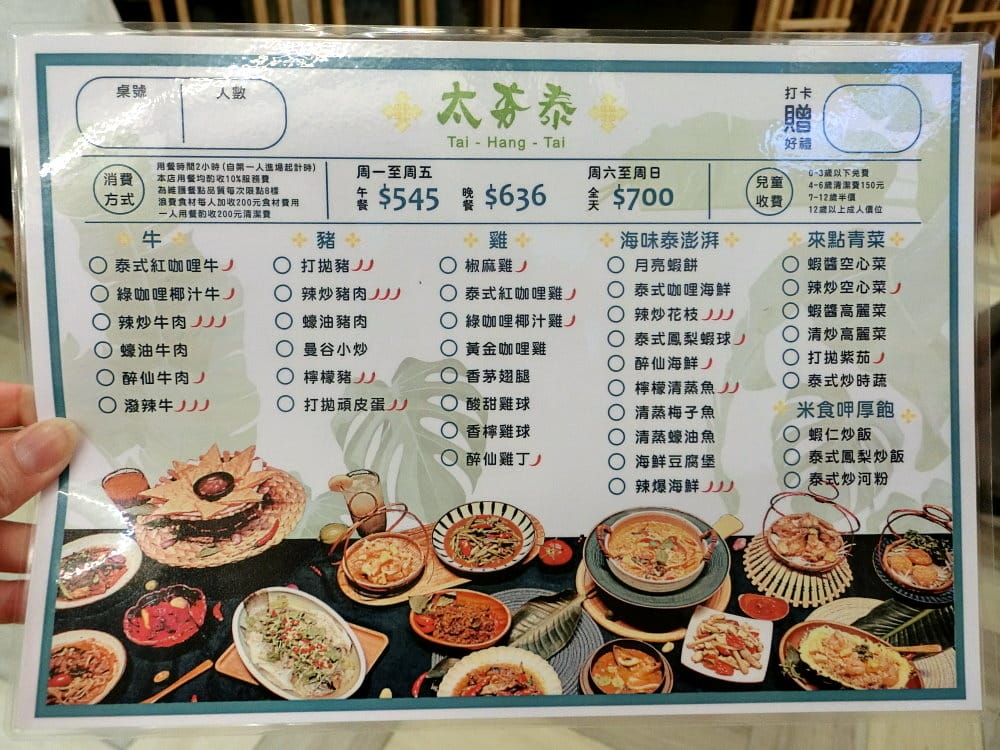 桌號
人數
太夯泰
Tai - Hang - Tai
打卡
贈
好禮
消費
方式
用餐時間2小時(自第一人進場起計時)
本店用餐均酌收10%服務費
為維護餐點品質每次限點8樣
浪費食材每人加收200元食材費用
一人用餐酌收200元清潔費
周一至周五
午餐 $545
晚餐 $636
周六至周日
全天 $700
兒童
收費
0-3歲以下免費
4-6歲清潔費150元
7-12歲半價
12歲以上成人價位
牛
泰式紅咖哩牛
綠咖哩椰汁牛
辣炒牛肉
蠔油牛肉
醉仙牛肉
潑辣牛
豬
打拋豬
辣炒豬肉
蠔油豬肉
曼谷小炒
檸檬豬
打拋頑皮蛋
雞
椒麻雞
泰式紅咖哩雞
綠咖哩椰汁雞
黃金咖哩雞
香茅翅腿
酸甜雞球
香檸雞球
醉仙雞丁
海味泰澎湃
月亮蝦餅
泰式咖哩海鮮
辣炒花枝
泰式鳳梨蝦球
醉仙海鮮
檸檬清蒸魚
清蒸梅子魚
清蒸蠔油魚
海鮮豆腐堡
辣爆海鮮
來點青菜
蝦醬空心菜
辣炒空心菜
蝦醬高麗菜
清炒高麗菜
打拋紫茄
泰式炒時蔬
米食呷厚飽
蝦仁炒飯
泰式鳳梨炒飯
泰式炒河粉